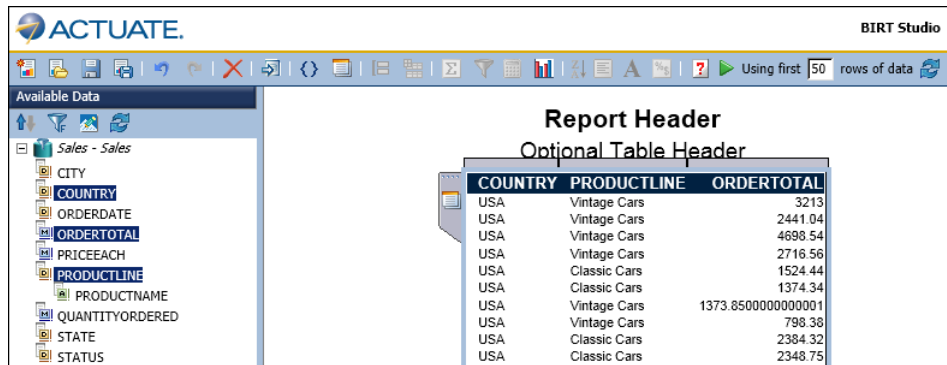 ACTUATE.
BIRT Studio
Using first 50 rows of data
Available Data
Sales - Sales
CITY
COUNTRY
ORDERDATE
ORDERTOTAL
PRICEEACH
PRODUCTLINE
PRODUCTNAME
QUANTITYORDERED
STATE
STATUS
Report Header
Optional Table Header
COUNTRY PRODUCTLINE ORDERTOTAL
USA Vintage Cars 3213
USA Vintage Cars 2441.04
USA Vintage Cars 4698.54
USA Vintage Cars 2716.56
USA Classic Cars 1524.44
USA Classic Cars 1374.34
USA Vintage Cars 1373.8500000000001
USA Vintage Cars 798.38
USA Classic Cars 2384.32
USA Classic Cars 2348.75